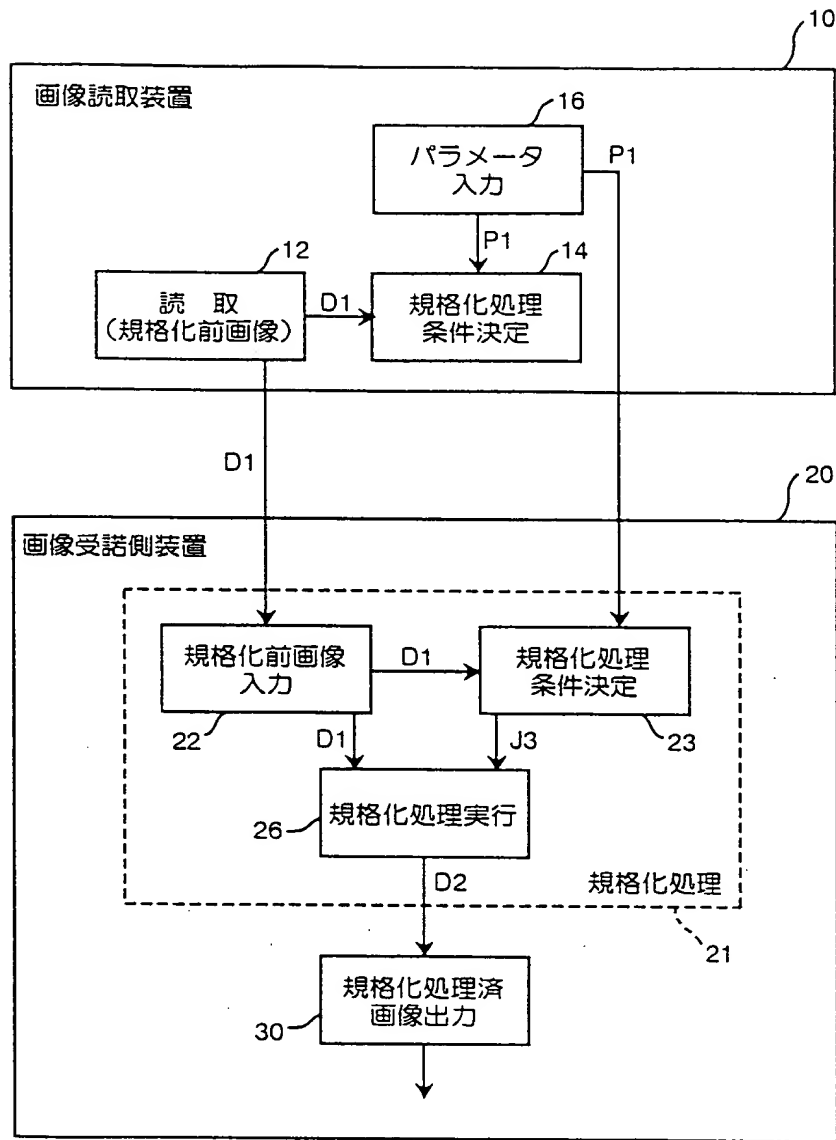 10
画像読取装置
16
パラメータ
入力
P1
P1
12
14
読 取
(規格化前画像)
D1
規格化処理
条件決定
D1
20
画像受諾側装置
規格化前画像
入力
D1
規格化処理
条件決定
22
D1
J3
23
26
規格化処理実行
D2
規格化処理
21
規格化処理済
画像出力
30